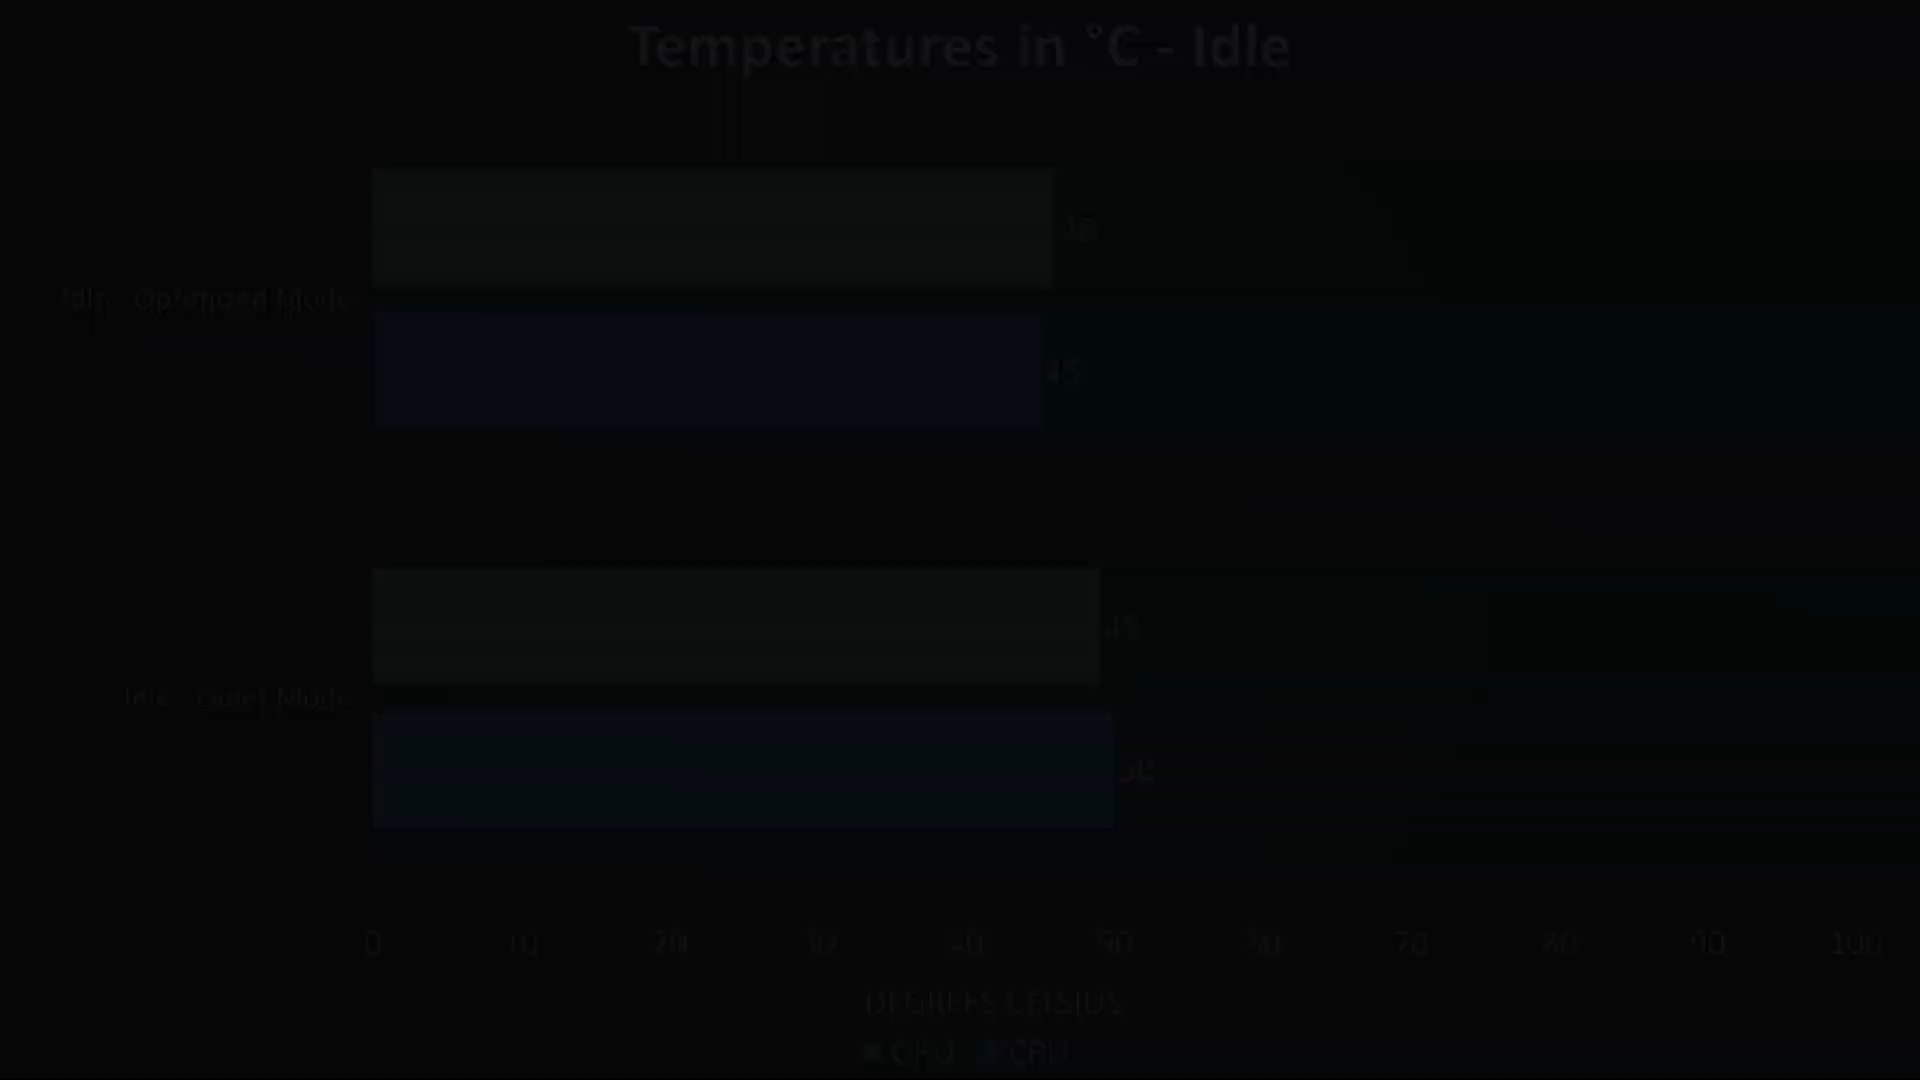 Temperatures in °C - Idle
46
Idle - Optimized Mode
45
49
Idle - Quiet Mode
50
0 10 20 30 40 50 60 70 80 90 100
DEGREES CELSIUS
GPU CPU